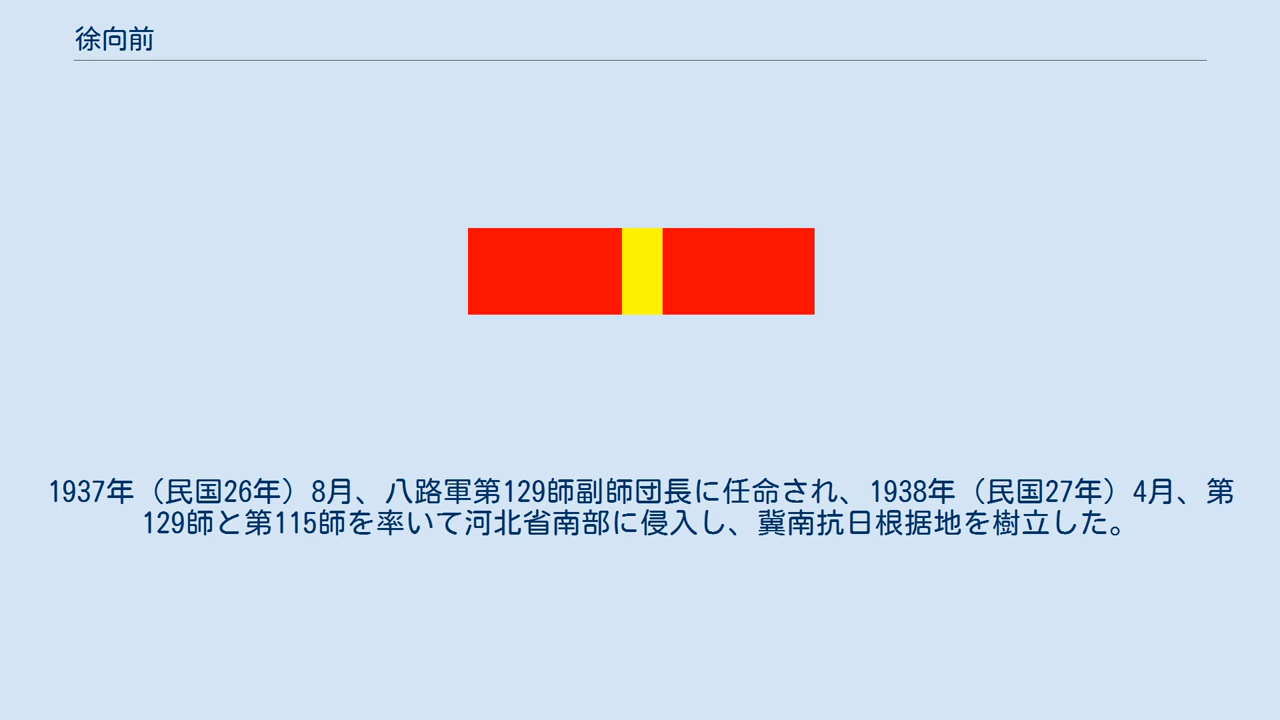 徐向前
1937年（民国26年）8月、八路軍第129師副師団長に任命され、1938年（民国27年）4月、第
129師と第115師を率いて河北省南部に侵入し、冀南抗日根据地を樹立した。